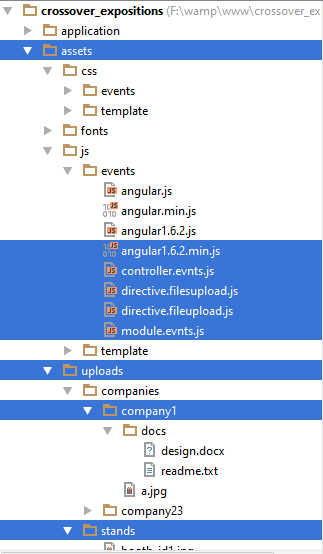 crossover_expositions (F:\wamp\www\crossover_ex
application
assets
css
events
template
fonts
js
events
angular.js
angular.min.js
angular1.6.2.js
angular1.6.2.min.js
controller.evnts.js
directive.filesupload.js
directive.fileupload.js
module.evnts.js
template
uploads
companies
company1
docs
design.docx
readme.txt
a.jpg
company23
stands